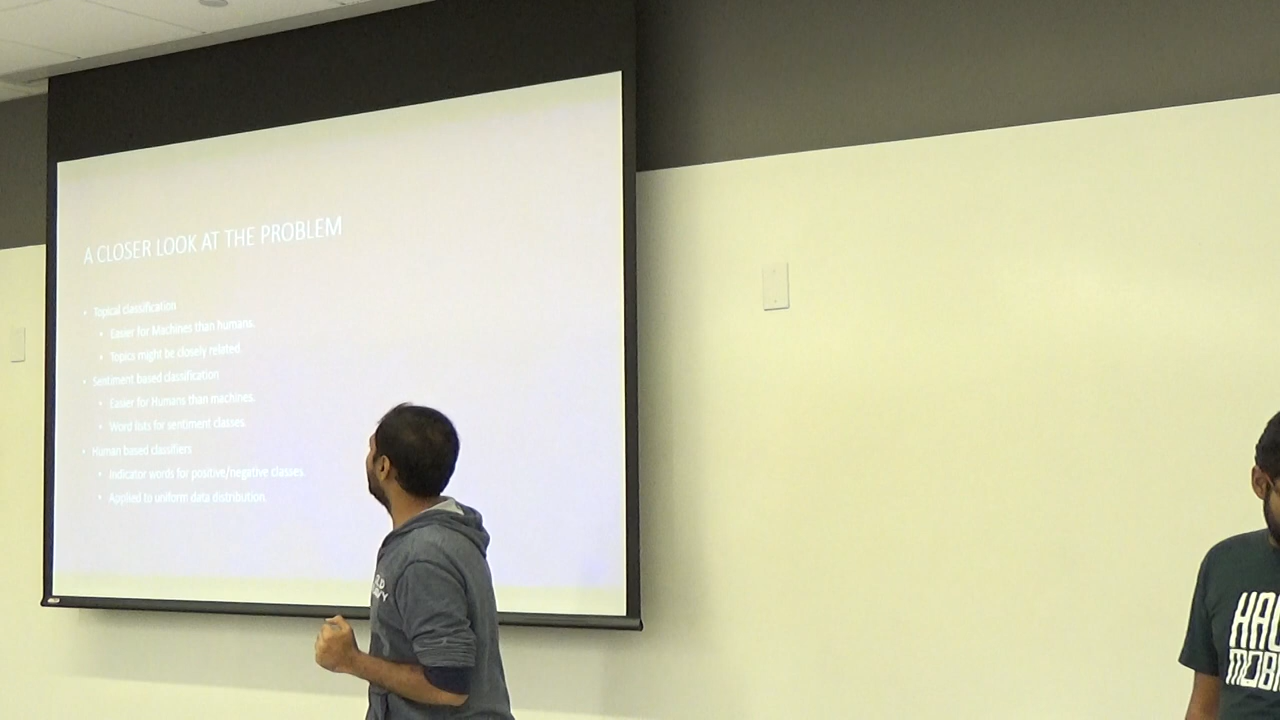 A CLOSER LOOK AT THE PROBLEM
• Topical classification
• Easier for Machines than humans.
• Topics might be closely related.
• Sentiment based classification
• Easier for Humans than machines.
• Word lists for sentiment classes.
• Human based classifiers
• Indicator words for positive/negative classes.
• Applied to uniform data distribution.